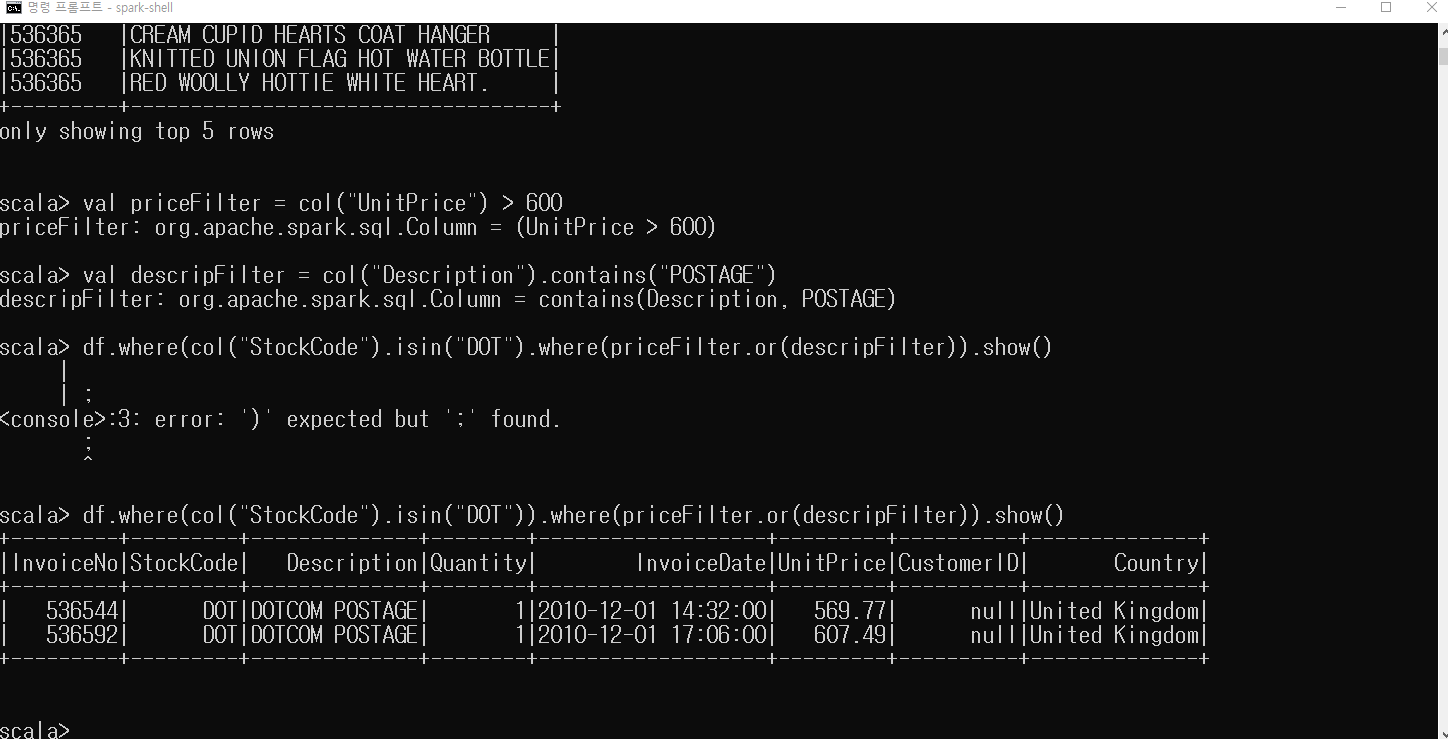 명령 프롬프트 - spark-shell
|536365   |CREAM CUPID HEARTS COAT HANGER     |
|536365   |KNITTED UNION FLAG HOT WATER BOTTLE|
|536365   |RED WOOLLY HOTTIE WHITE HEART.     |
+---------+-----------------------------------+
only showing top 5 rows
scala> val priceFilter = col("UnitPrice") > 600
priceFilter: org.apache.spark.sql.Column = (UnitPrice > 600)
scala> val descripFilter = col("Description").contains("POSTAGE")
descripFilter: org.apache.spark.sql.Column = contains(Description, POSTAGE)
scala> df.where(col("StockCode").isin("DOT").where(priceFilter.or(descripFilter)).show()
     |
     | ;
<console>:3: error: ')' expected but ';' found.
       ;
       ^
scala> df.where(col("StockCode").isin("DOT")).where(priceFilter.or(descripFilter)).show()
+---------+---------+--------------+--------+-------------------+---------+----------+--------------+
|InvoiceNo|StockCode|   Description|Quantity|        InvoiceDate|UnitPrice|CustomerID|       Country|
+---------+---------+--------------+--------+-------------------+---------+----------+--------------+
|   536544|      DOT|DOTCOM POSTAGE|       1|2010-12-01 14:32:00|   569.77|      null|United Kingdom|
|   536592|      DOT|DOTCOM POSTAGE|       1|2010-12-01 17:06:00|   607.49|      null|United Kingdom|
+---------+---------+--------------+--------+-------------------+---------+----------+--------------+
scala>